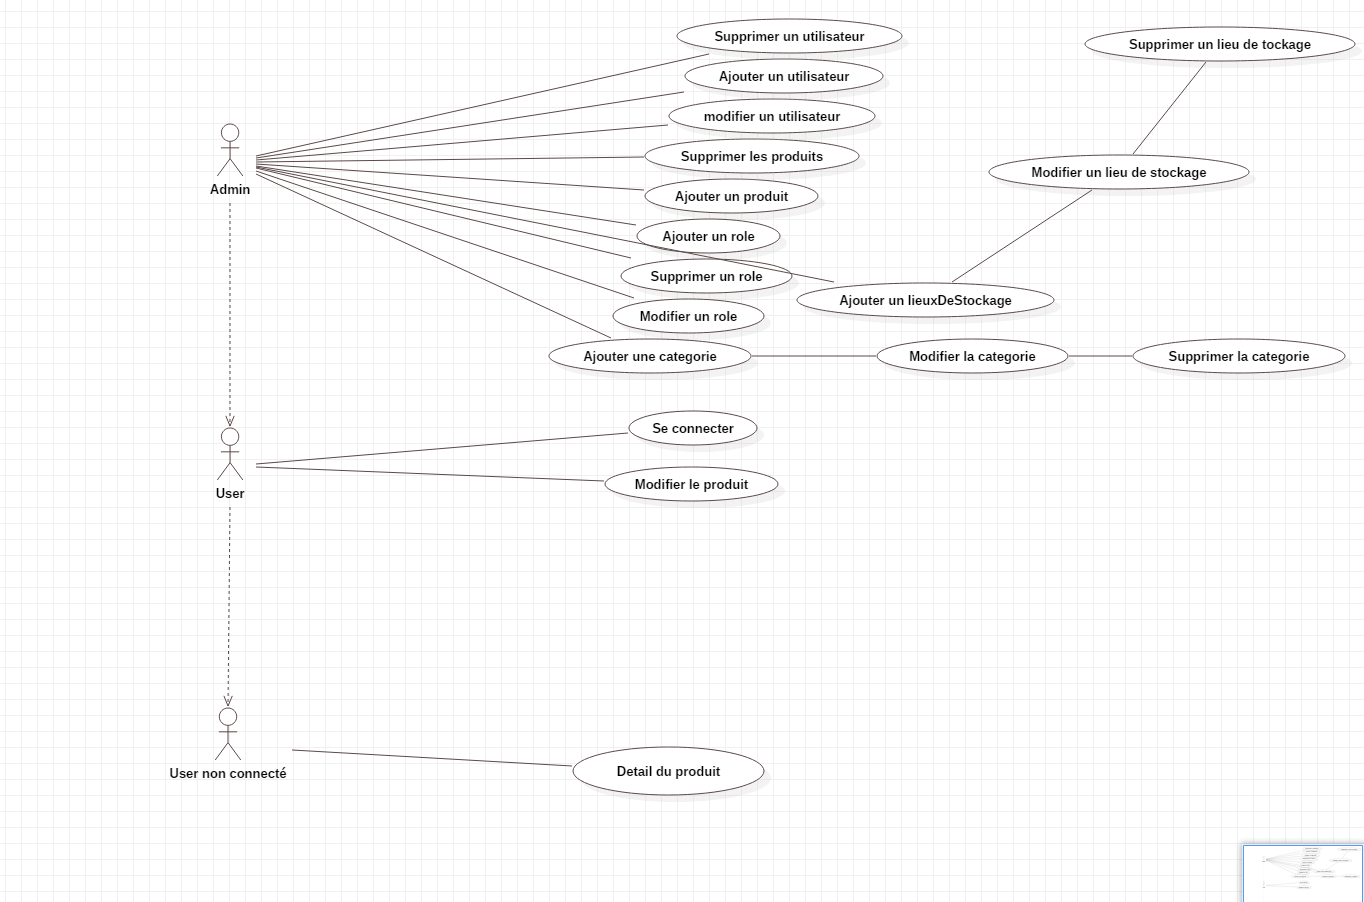 Supprimer un utilisateur
Supprimer un lieu de tockage
Ajouter un utilisateur
modifier un utilisateur
Supprimer les produits
Modifier un lieu de stockage
Admin
Ajouter un produit
Ajouter un role
Supprimer un role
Ajouter un lieuxDeStockage
Modifier un role
Ajouter une categorie
Modifier la categorie
Supprimer la categorie
Se connecter
Modifier le produit
User
Detail du produit
User non connecté